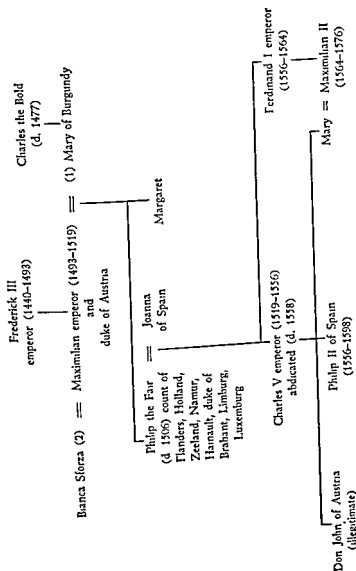 Frederick III
emperor (1440–1493)
Charles the Bold
(d. 1477)
Bianca Sforza (2) = Maximilian emperor (1493–1519) = (1) Mary of Burgundy
and
duke of Austria
Philip the Fair = Joanna
(d 1506) count of
of Spain
Flanders, Holland,
Zeeland, Namur,
Hainault, duke of
Brabant, Limburg,
Luxemburg
Margaret
Charles V emperor (1519–1556)
abdicated (d. 1558)
Ferdinand I emperor
(1556–1564)
Don John of Austria
(illegitimate)
Philip II of Spain
(1556–1598)
Mary = Maximilian II
(1564–1576)